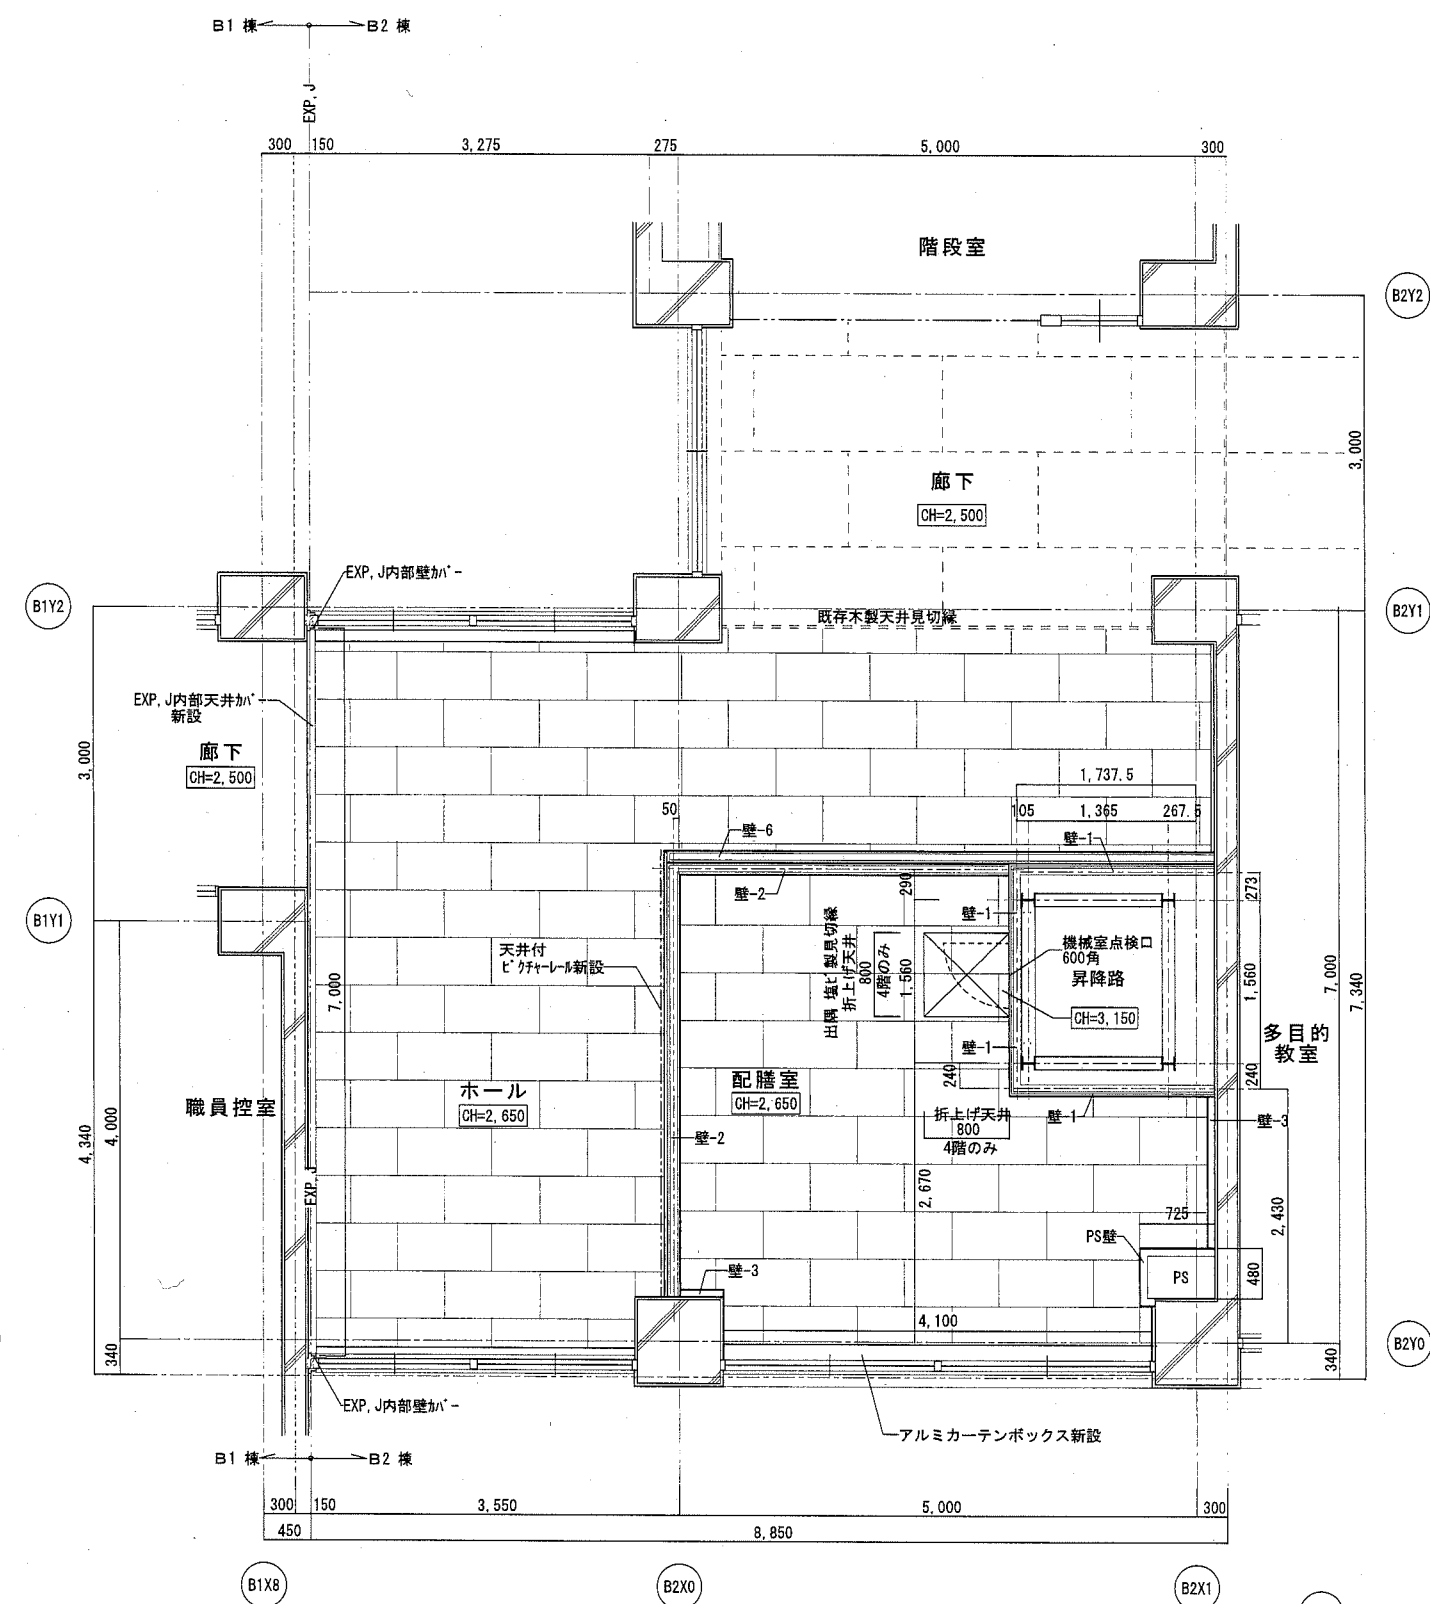 B1 棟
B2 棟
EXP, J
300
150
3, 275
275
5, 000
300
階段室
B2Y2
3, 000
廊下
CH=2, 500
EXP, J内部壁ｶﾊﾞｰ
B1Y2
B2Y1
既存木製天井見切縁
EXP, J内部天井ｶﾊﾞｰ
新設
廊下
CH=2, 500
3, 000
1, 737. 5
105
1, 365
267. 5
50
壁-6
壁-1
壁-2
290
273
B1Y1
壁-1
天井付
ﾋﾟｸﾁｬｰﾚｰﾙ新設
出隅 塩ﾋﾞ製見切縁
折上げ天井
800
4階のみ
1, 560
機械室点検口
600角
昇降路
CH=3, 150
1, 560
7, 000
7, 000
7, 340
多目的
教室
壁-1
240
240
ホール
CH=2, 650
配膳室
CH=2, 650
職員控室
折上げ天井
800
4階のみ
壁-1
壁-3
4, 000
4, 340
壁-2
EXP, J
2, 670
725
2, 430
PS壁
PS
480
壁-3
4, 100
B2Y0
340
340
EXP, J内部壁ｶﾊﾞｰ
アルミカーテンボックス新設
B1 棟
B2 棟
300
150
3, 550
5, 000
300
450
8, 850
B1X8
B2X0
B2X1